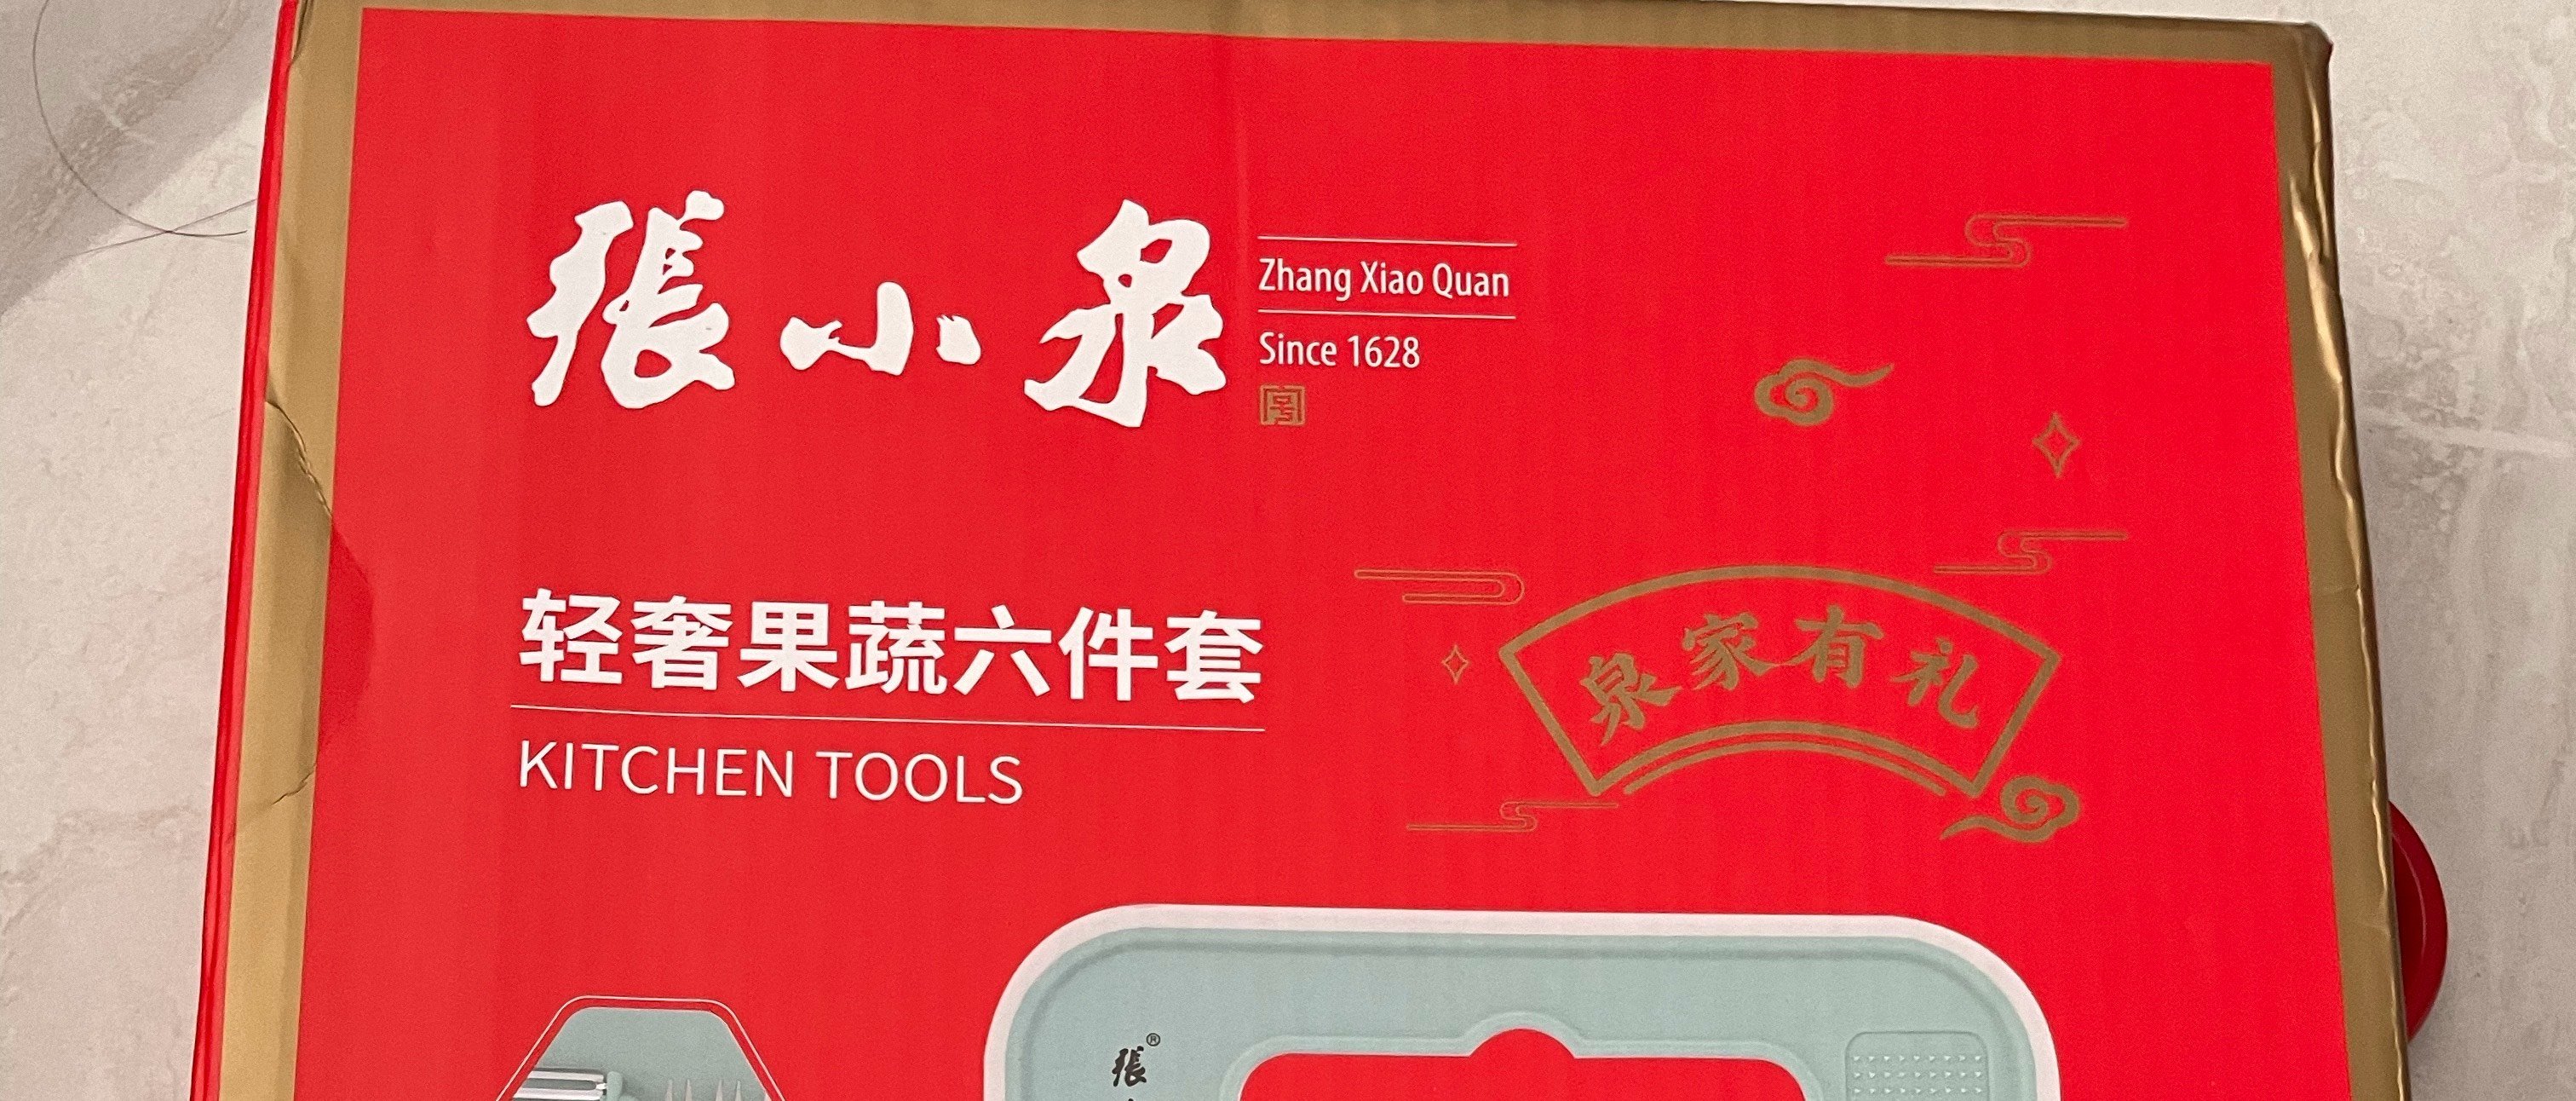 張小泉
Zhang Xiao Quan
Since 1628
轻奢果蔬六件套
KITCHEN TOOLS
泉家有礼
張®